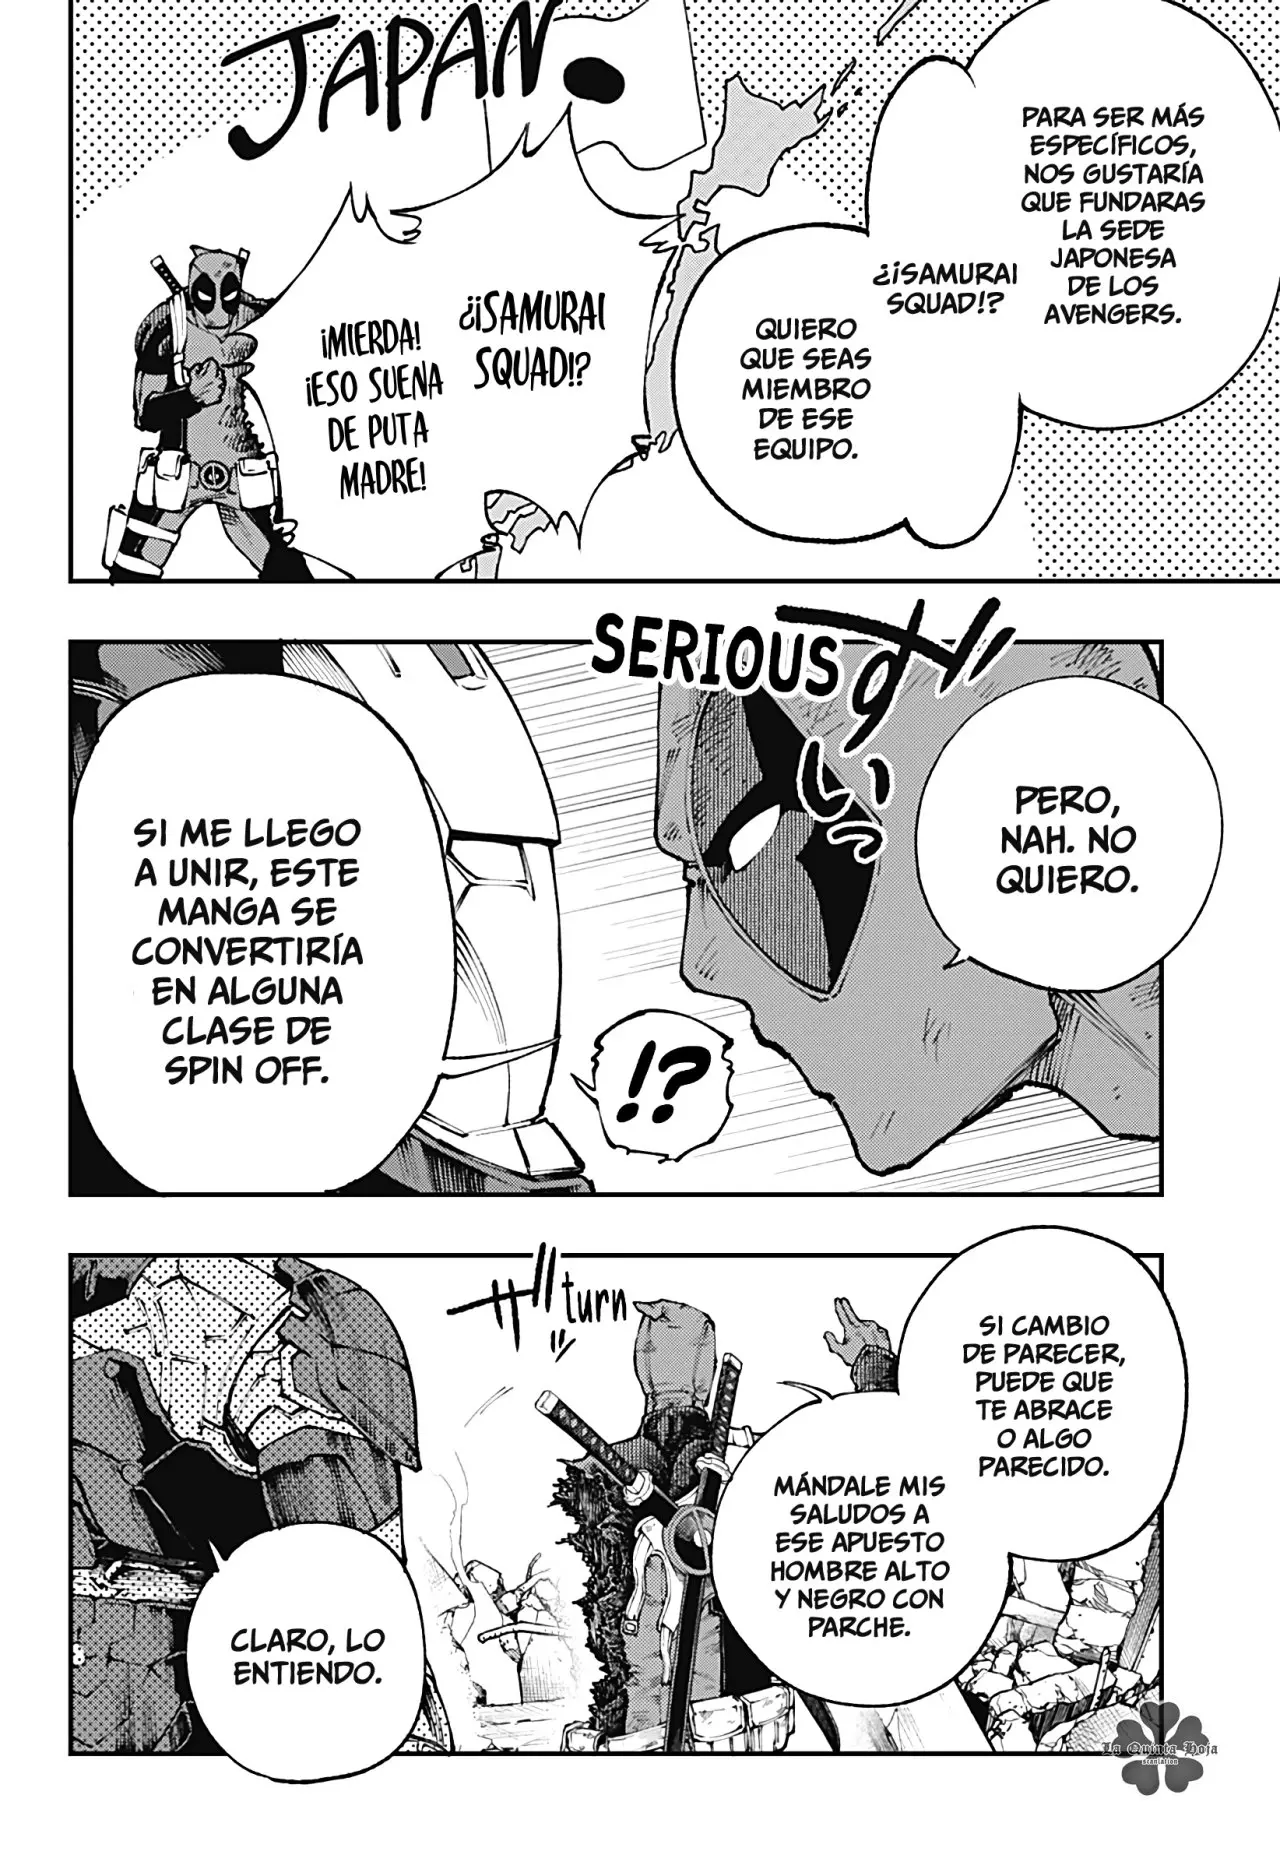 PARA SER MÁS
ESPECÍFICOS,
NOS GUSTARÍA
QUE FUNDARAS
LA SEDE
JAPONESA
DE LOS
AVENGERS.
¿¡SAMURAI
SQUAD!?
QUIERO
QUE SEAS
MIEMBRO
DE ESE
EQUIPO.
JAPAN
¿¡SAMURAI
SQUAD!?
¡MIERDA!
¡ESO SUENA
DE PUTA
MADRE!
SERIOUS
ずいっ
PERO,
NAH. NO
QUIERO.
!?
SI ME LLEGO
A UNIR, ESTE
MANGA SE
CONVERTIRÍA
EN ALGUNA
CLASE DE
SPIN OFF.
SI CAMBIO
DE PARECER,
PUEDE QUE
TE ABRACE
O ALGO
PARECIDO.
MÁNDALE MIS
SALUDOS A
ESE APUESTO
HOMBRE ALTO
Y NEGRO CON
PARCHE.
turn
CLARO, LO
ENTIENDO.
La Quinta Hoja